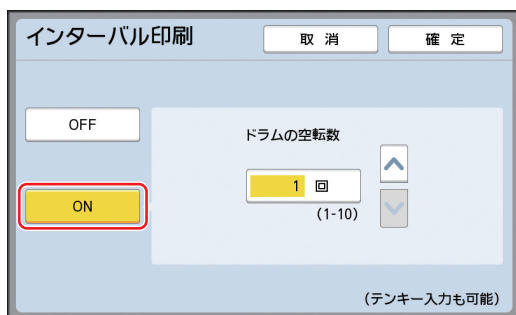 インターバル印刷
取 消
確 定
OFF
ドラムの空転数
1 回
(1-10)
ON
(テンキー入力も可能)